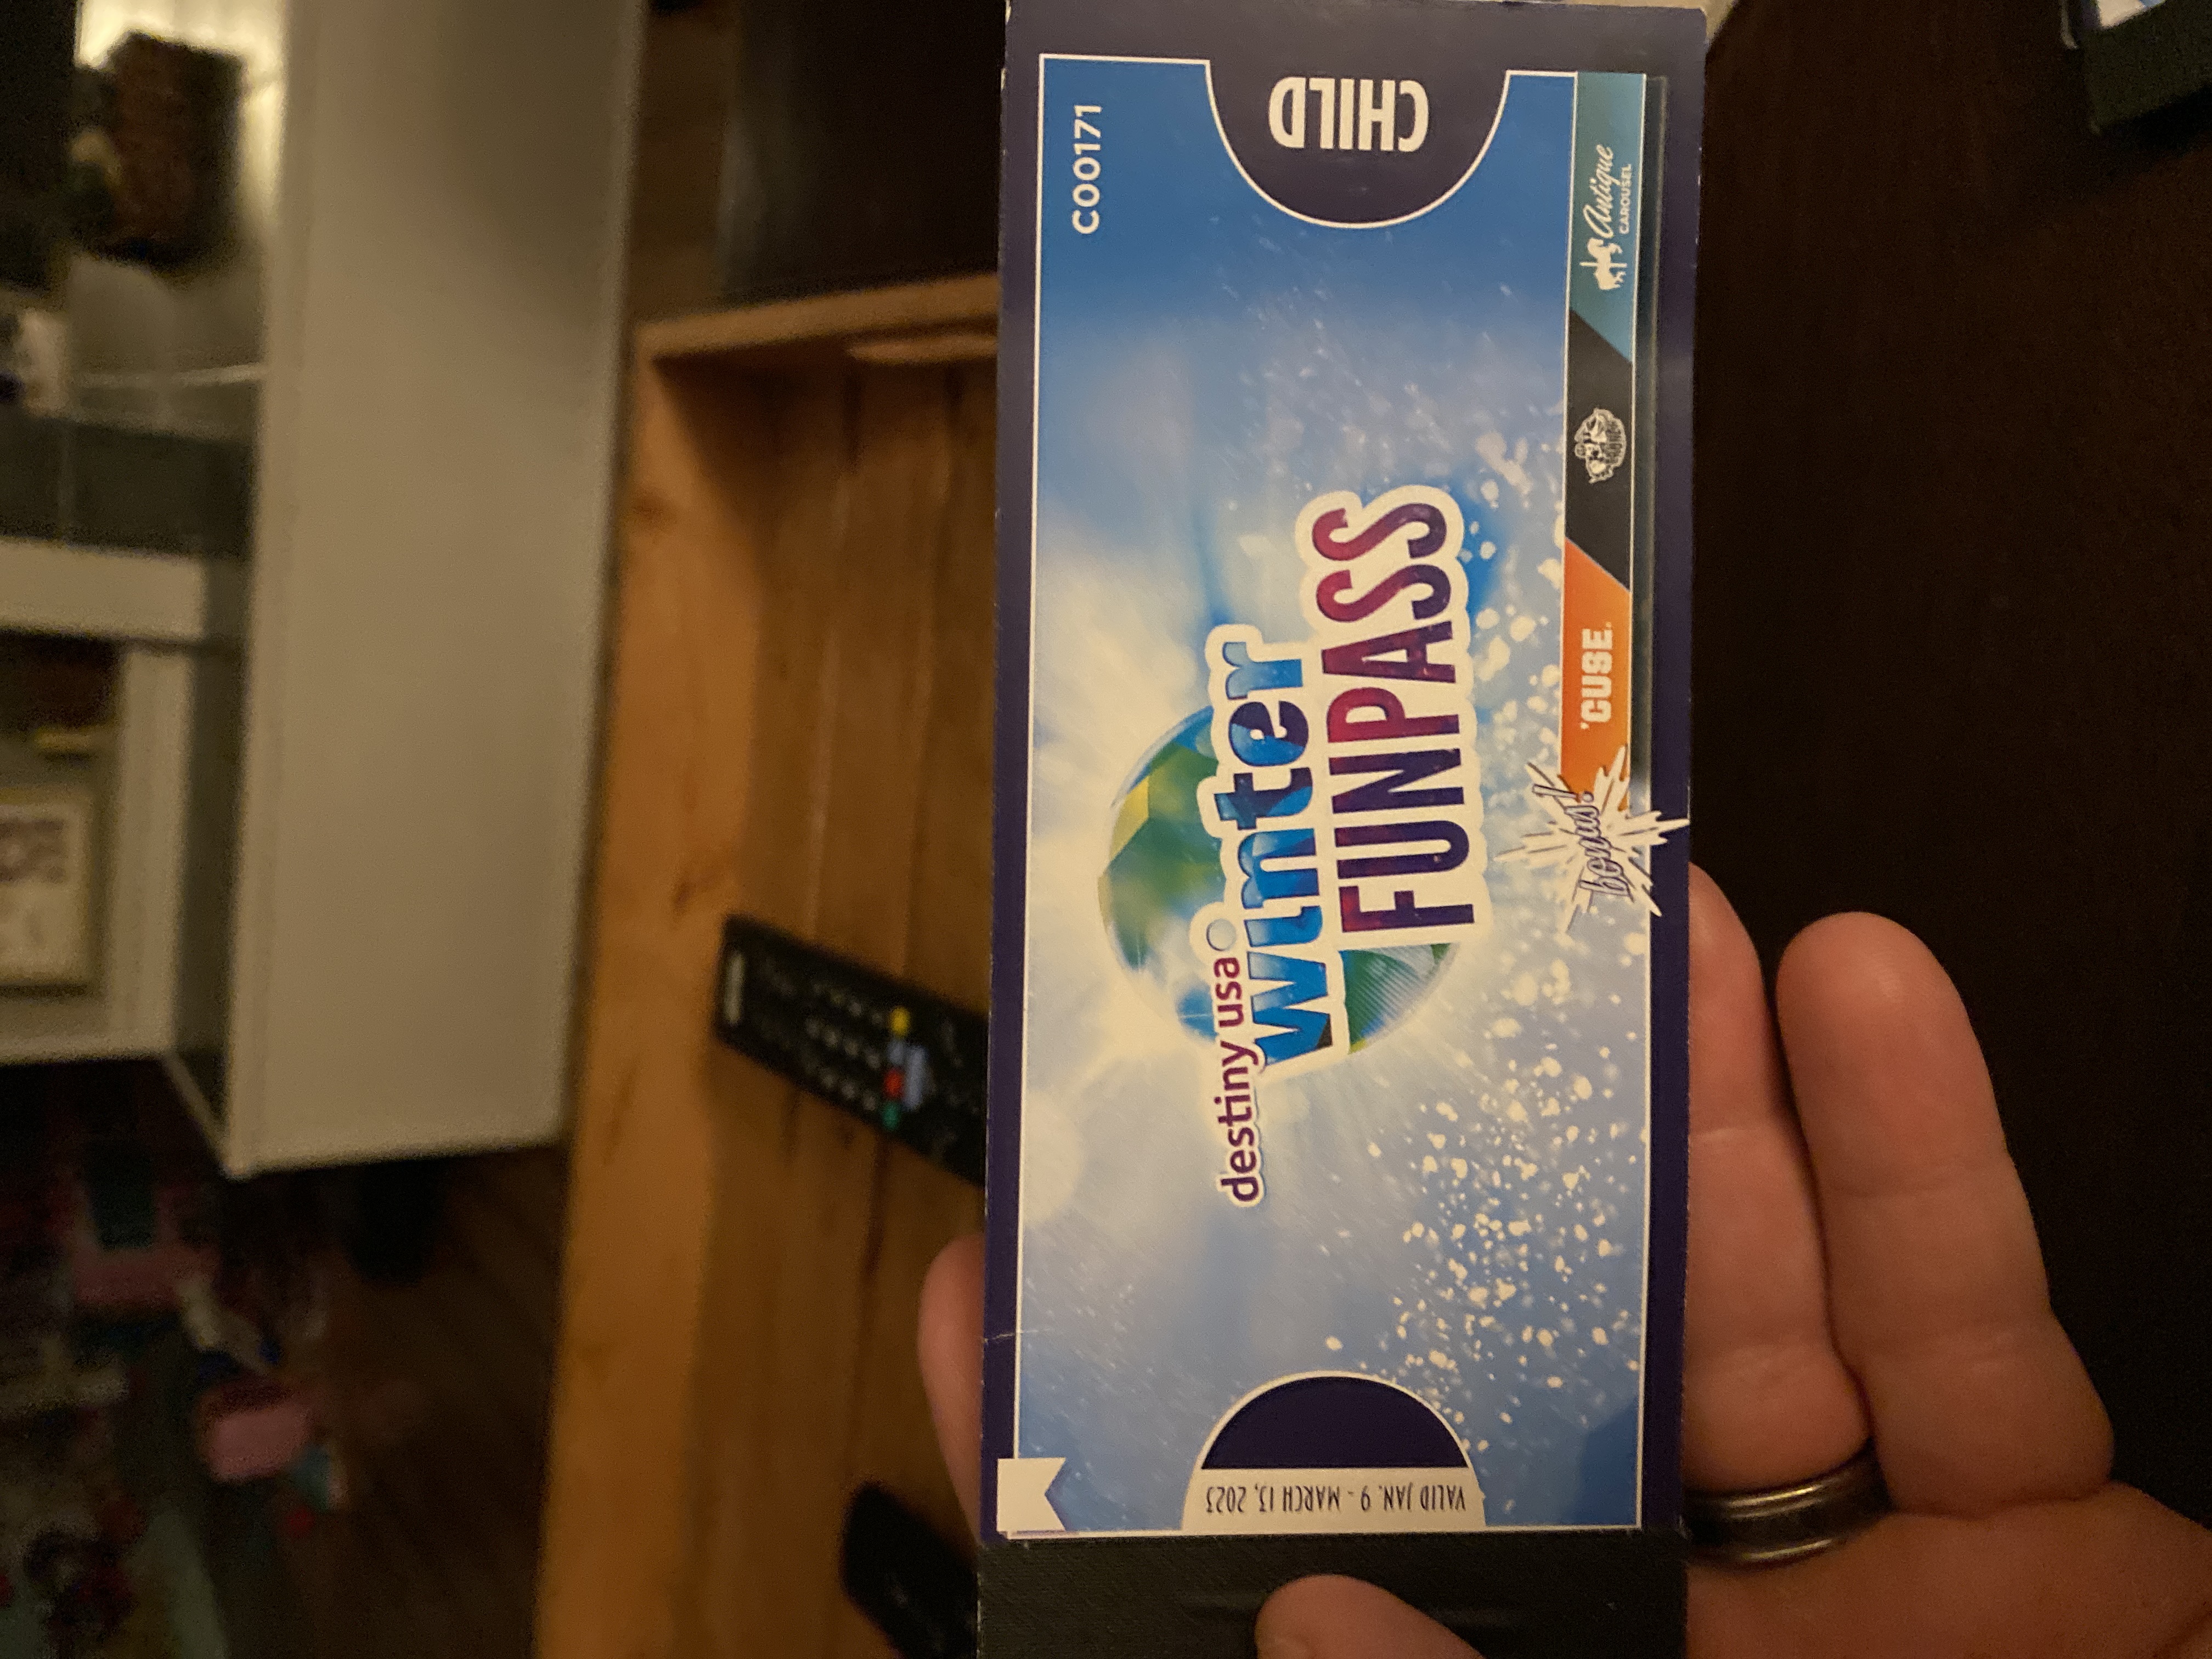 CHILD
C00171
destiny usa
winter
FUNPASS
bonus!
'CUSE.
Antique
CAROUSEL
VALID JAN. 9 - MARCH 13, 2023